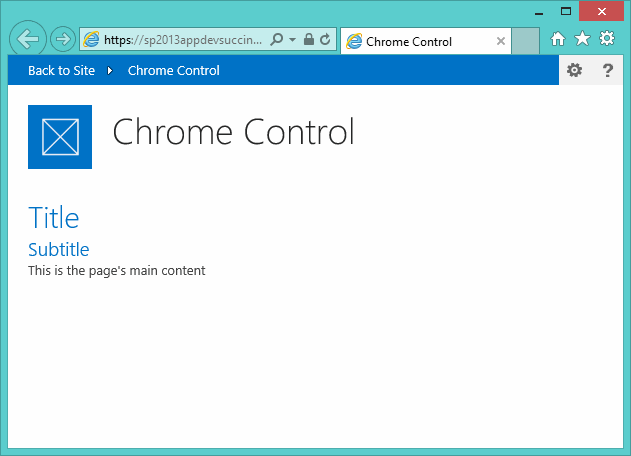 https://sp2013appdevsuccin...
Chrome Control
Back to Site Chrome Control
?
Chrome Control
Title
Subtitle
This is the page's main content